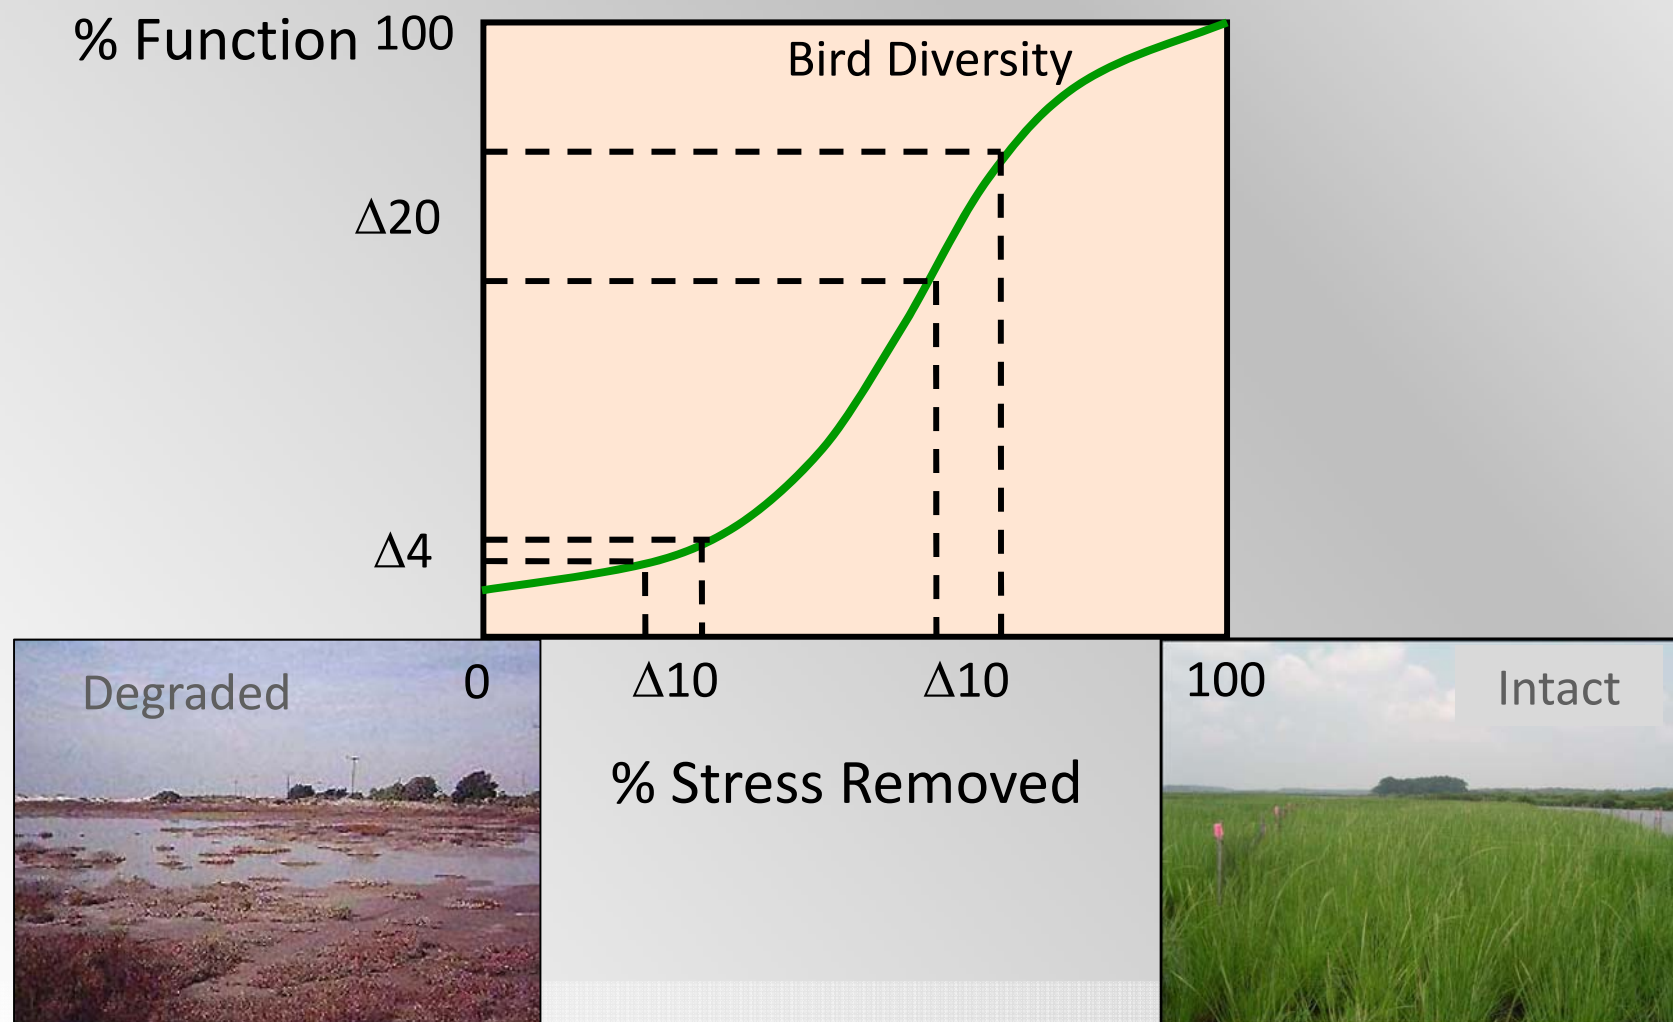 % Function 100
Bird Diversity
Δ20
Δ4
Degraded 0 Δ10 Δ10 100 Intact
% Stress Removed